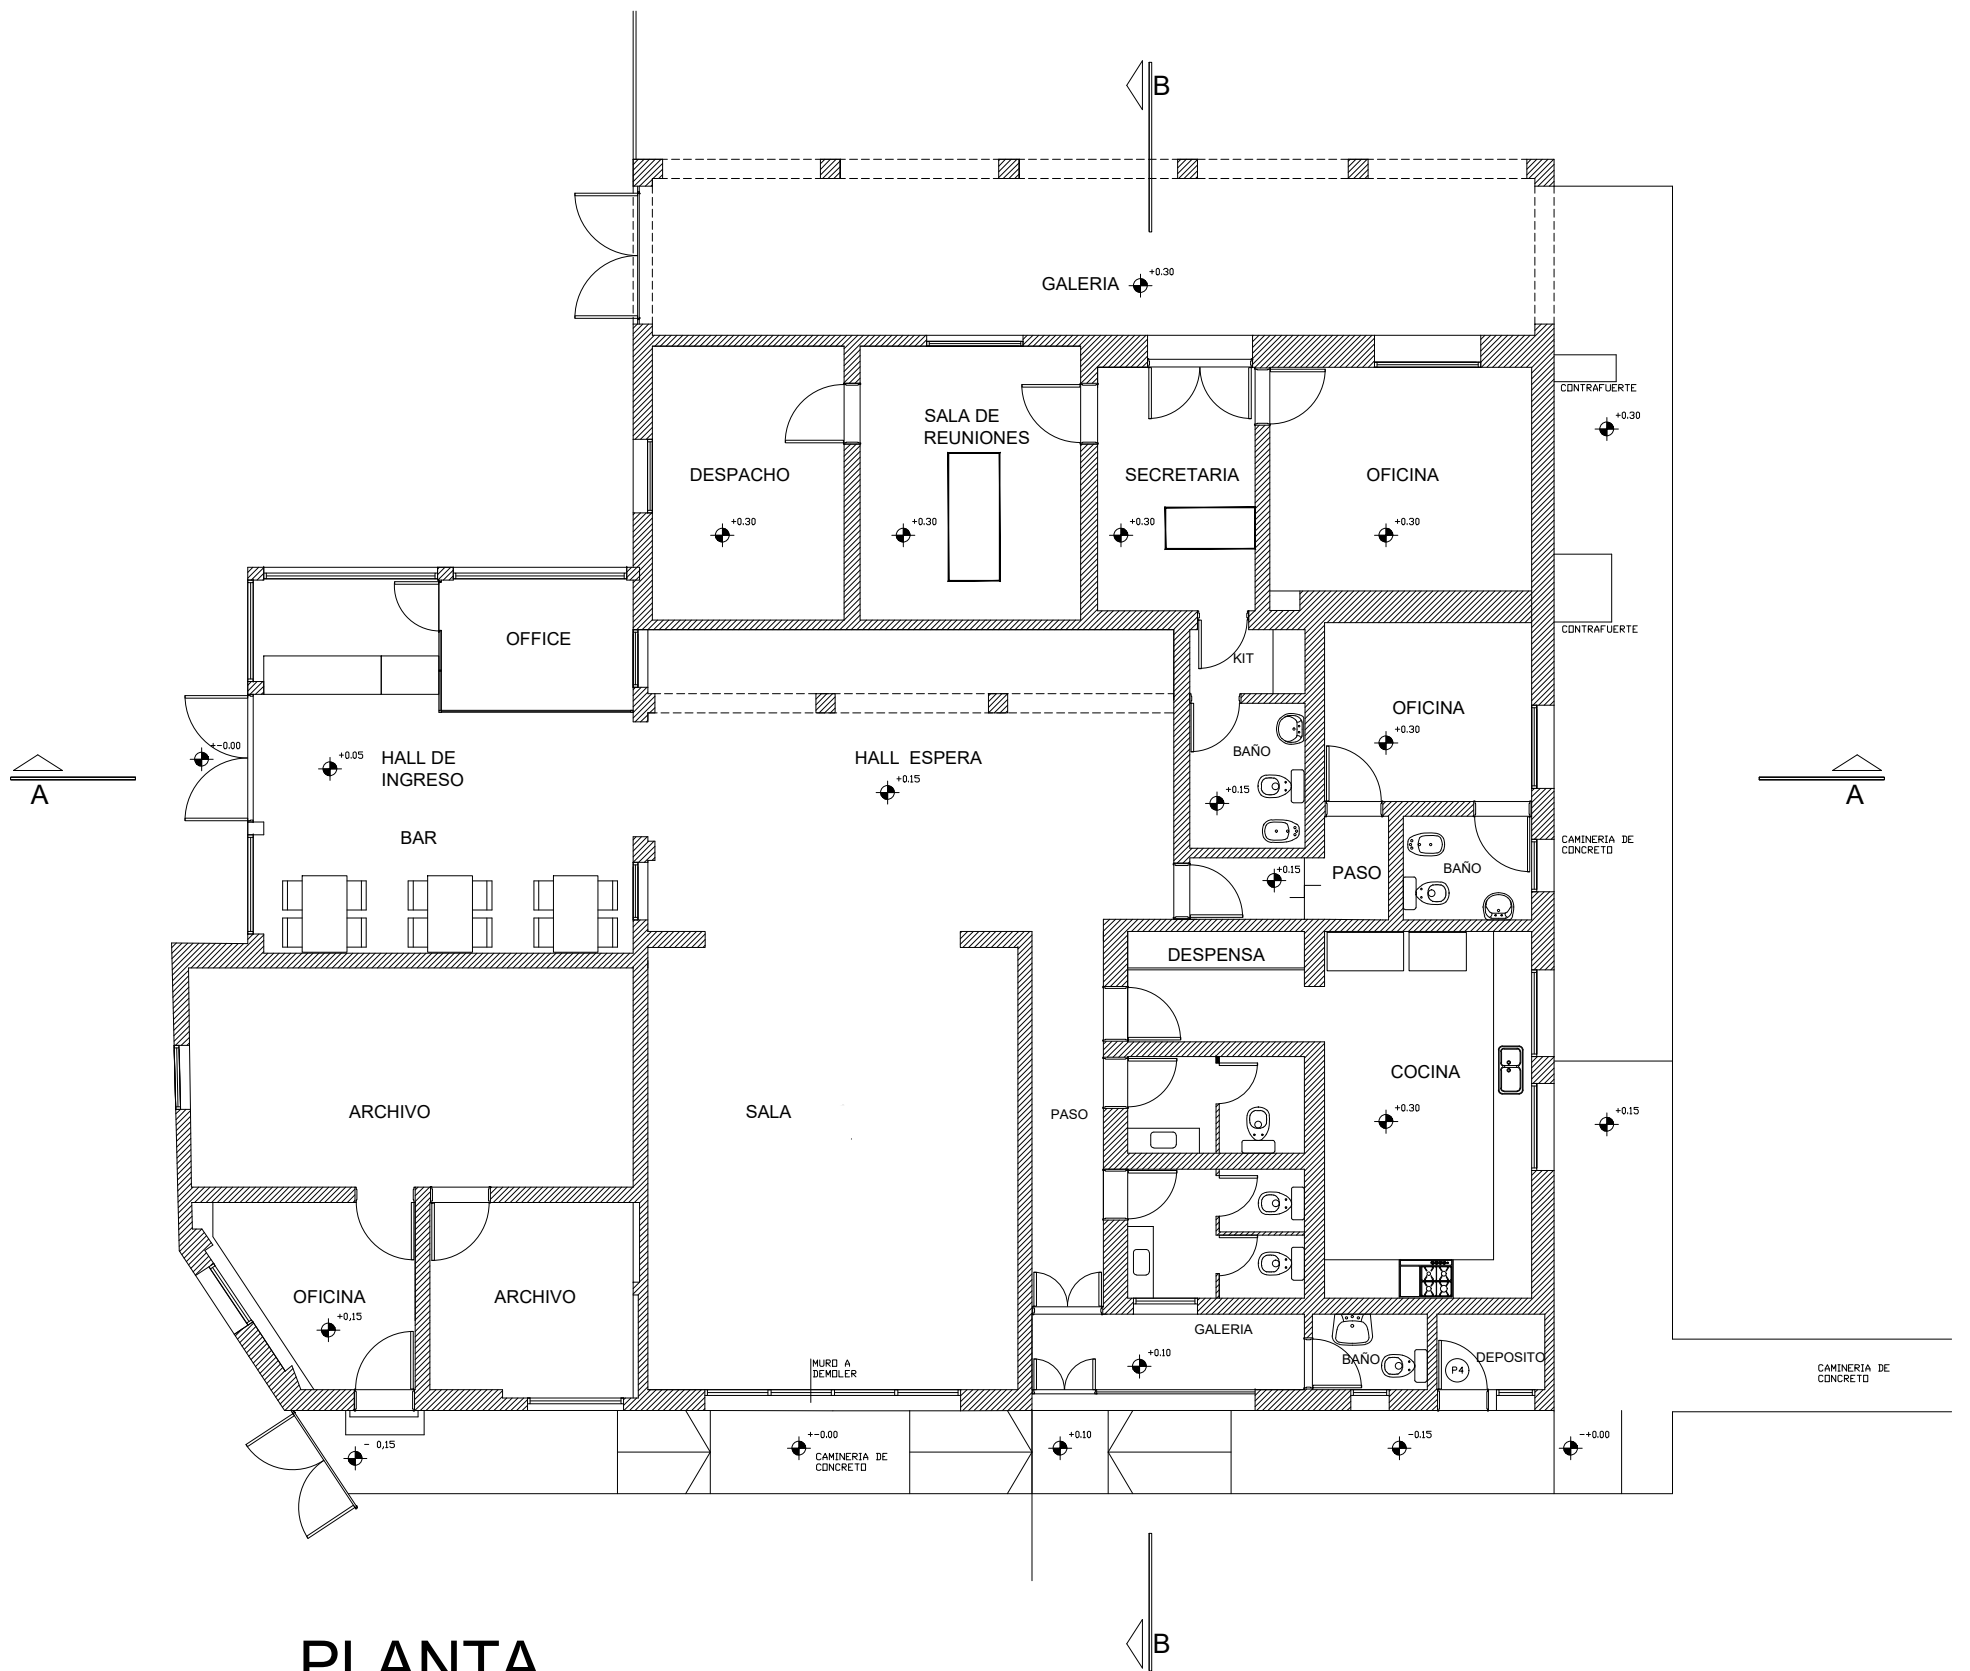 B
GALERIA
+0.30
CONTRAFUERTE
+0.30
SALA DE
REUNIONES
DESPACHO
SECRETARIA
OFICINA
+0.30
+0.30
+0.30
+0.30
OFFICE
KIT
CONTRAFUERTE
OFICINA
+0.30
+-0.00
+0.05
HALL DE
INGRESO
HALL  ESPERA
+0.15
BAÑO
+0.15
A
A
BAR
CAMINERIA DE
CONCRETO
+0.15
PASO
BAÑO
DESPENSA
COCINA
+0.30
+0.15
ARCHIVO
SALA
PASO
OFICINA
+0,15
ARCHIVO
GALERIA
+0.10
BAÑO
P4
DEPOSITO
MURO A
DEMOLER
CAMINERIA DE
CONCRETO
- 0,15
+-0.00
CAMINERIA DE
CONCRETO
+0.10
-0.15
-+0.00
B
PLANTA